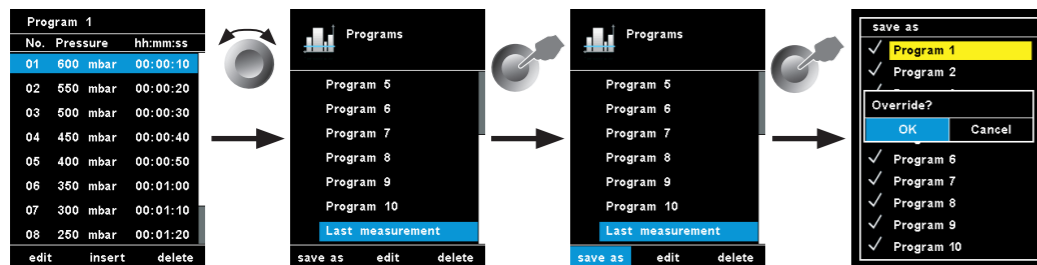 Program 1
No. Pressure hh:mm:ss
01 600 mbar 00:00:10
02 550 mbar 00:00:20
03 500 mbar 00:00:30
04 450 mbar 00:00:40
05 400 mbar 00:00:50
06 350 mbar 00:01:00
07 300 mbar 00:01:10
08 250 mbar 00:01:20
edit insert delete
Programs
Program 5
Program 6
Program 7
Program 8
Program 9
Program 10
Last measurement
save as edit delete
Programs
Program 5
Program 6
Program 7
Program 8
Program 9
Program 10
Last measurement
save as edit delete
save as
Program 1
Program 2
Override?
OK Cancel
Program 6
Program 7
Program 8
Program 9
Program 10